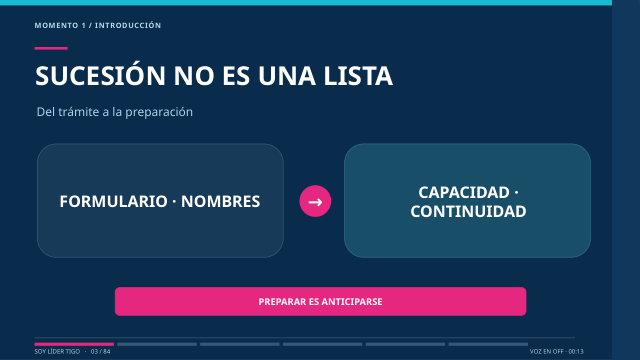 MOMENTO 1 / INTRODUCCIÓN
SUCESIÓN NO ES UNA LISTA
Del trámite a la preparación
FORMULARIO · NOMBRES
→
CAPACIDAD ·
CONTINUIDAD
PREPARAR ES ANTICIPARSE
SOY LÍDER TIGO · 03 / 84
VOZ EN OFF · 00:13